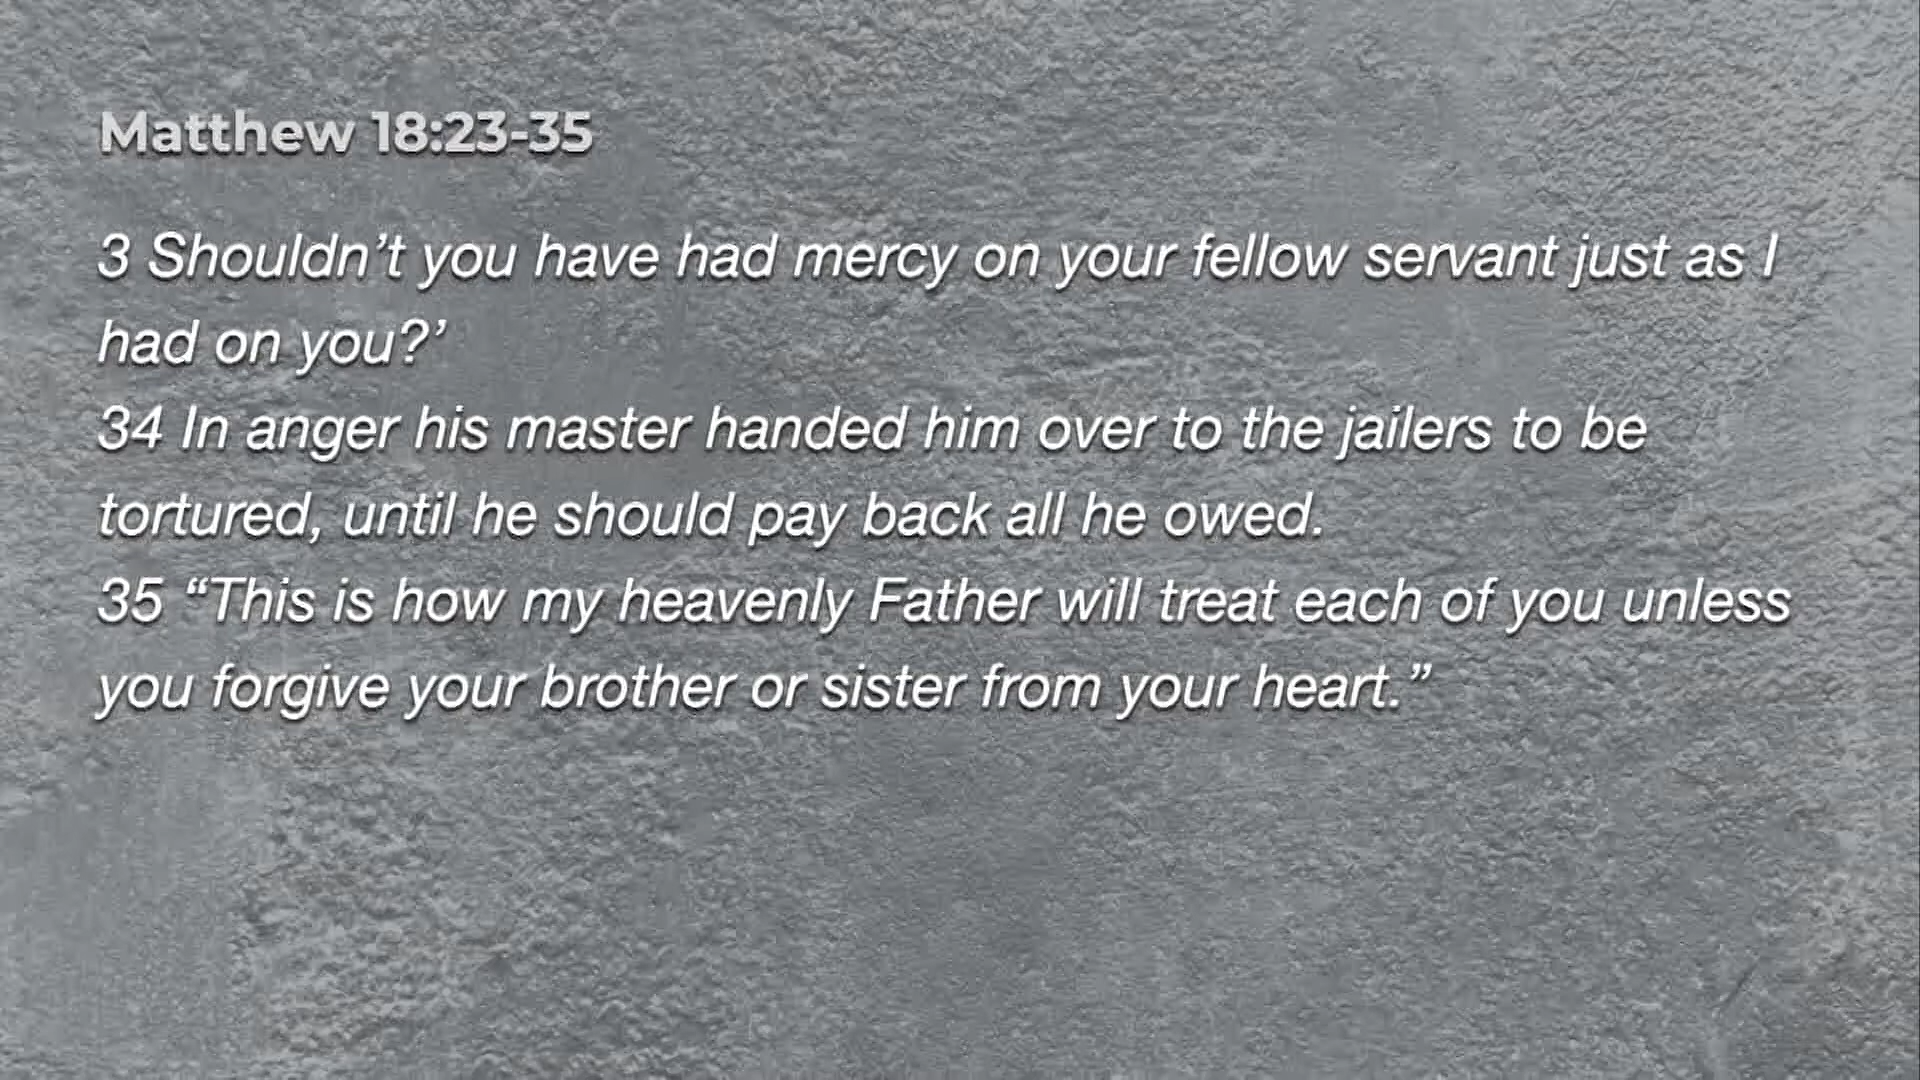 Matthew 18:23-35
3 Shouldn’t you have had mercy on your fellow servant just as I
had on you?’
34 In anger his master handed him over to the jailers to be
tortured, until he should pay back all he owed.
35 “This is how my heavenly Father will treat each of you unless
you forgive your brother or sister from your heart.”